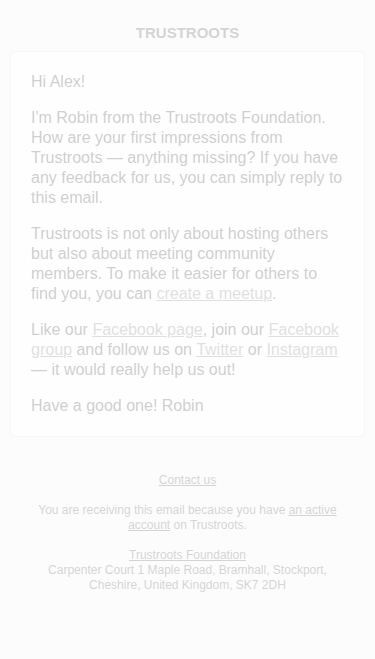 TRUSTROOTS
Hi Alex!
I'm Robin from the Trustroots Foundation.
How are your first impressions from
Trustroots — anything missing? If you have
any feedback for us, you can simply reply to
this email.
Trustroots is not only about hosting others
but also about meeting community
members. To make it easier for others to
find you, you can create a meetup.
Like our Facebook page, join our Facebook
group and follow us on Twitter or Instagram
— it would really help us out!
Have a good one! Robin
Contact us
You are receiving this email because you have an active
account on Trustroots.
Trustroots Foundation
Carpenter Court 1 Maple Road, Bramhall, Stockport,
Cheshire, United Kingdom, SK7 2DH